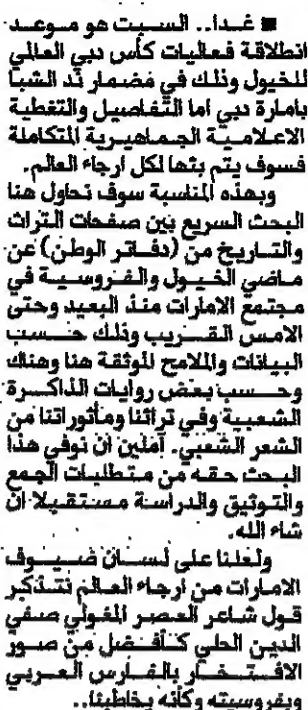 ■ غدا.. السبت هو موعد
انطلاقة فعاليات كأس دبي العالمي
للخيول وذلك في مضمار ند الشبا
بامارة دبي اما التفاصيل والتغطية
الاعلامية الجماهيرية المتكاملة
فسوف يتم بثها لكل ارجاء العالم.
وبهذه المناسبة سوف نحاول هنا
البحث السريع بين صفحات التراث
والتاريخ من (دفاتر الوطن) عن
ماضي الخيول والفروسية في
مجتمع الامارات منذ البعيد وحتى
الامس القريب وذلك حسب
البيانات والملامح الموثقة هنا وهناك
وحسب بعض روايات الذاكرة
الشعبية وفي تراثنا ومأثوراتنا من
الشعر الشعبي. آملين ان نوفي هذا
البحث حقه من متطلبات الجمع
والتوثيق والدراسة مستقبلا ان
شاء الله.
ولعلنا على لسان ضيوف
الامارات من ارجاء العالم نتذكر
قول شاعر العصر المغولي صفي
الدين الحلي كأفضل من صور
الافتخار بالفارس العربي
وبفروسيته وكأنه يخاطبنا..